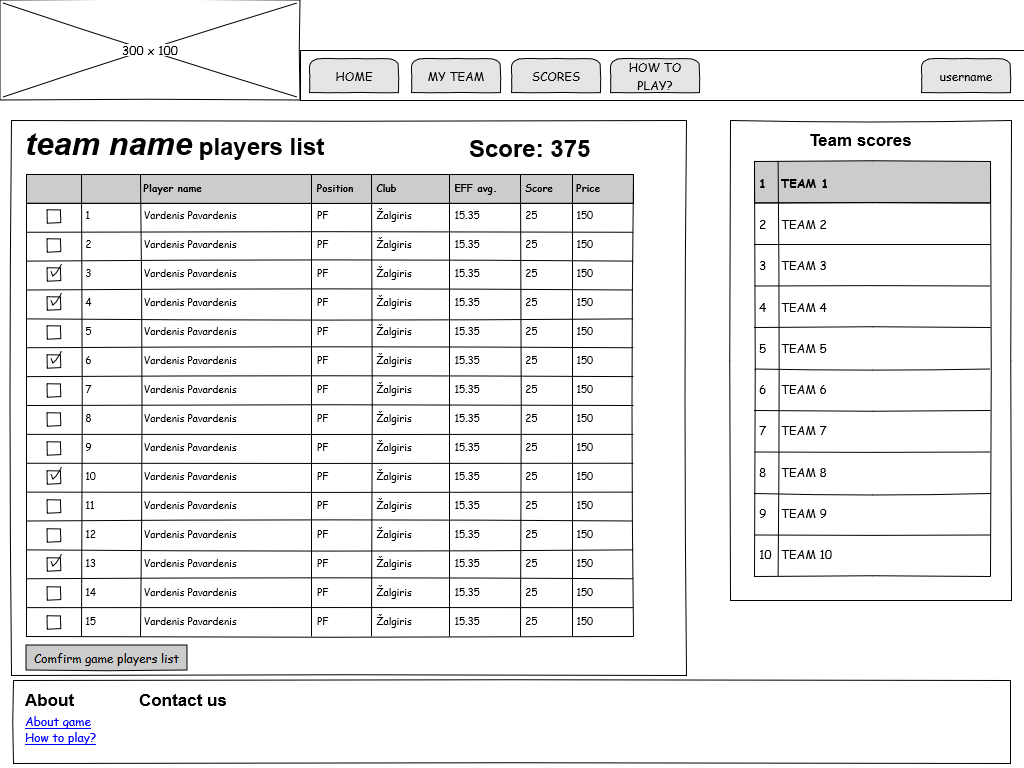 300 x 100
HOME
MY TEAM
SCORES
HOW TO
PLAY?
username
team name players list
Score: 375
Player name Position Club EFF avg. Score Price
1 Vardenis Pavardenis PF Žalgiris 15.35 25 150
2 Vardenis Pavardenis PF Žalgiris 15.35 25 150
3 Vardenis Pavardenis PF Žalgiris 15.35 25 150
4 Vardenis Pavardenis PF Žalgiris 15.35 25 150
5 Vardenis Pavardenis PF Žalgiris 15.35 25 150
6 Vardenis Pavardenis PF Žalgiris 15.35 25 150
7 Vardenis Pavardenis PF Žalgiris 15.35 25 150
8 Vardenis Pavardenis PF Žalgiris 15.35 25 150
9 Vardenis Pavardenis PF Žalgiris 15.35 25 150
10 Vardenis Pavardenis PF Žalgiris 15.35 25 150
11 Vardenis Pavardenis PF Žalgiris 15.35 25 150
12 Vardenis Pavardenis PF Žalgiris 15.35 25 150
13 Vardenis Pavardenis PF Žalgiris 15.35 25 150
14 Vardenis Pavardenis PF Žalgiris 15.35 25 150
15 Vardenis Pavardenis PF Žalgiris 15.35 25 150
Comfirm game players list
Team scores
1 TEAM 1
2 TEAM 2
3 TEAM 3
4 TEAM 4
5 TEAM 5
6 TEAM 6
7 TEAM 7
8 TEAM 8
9 TEAM 9
10 TEAM 10
About
About game
How to play?
Contact us